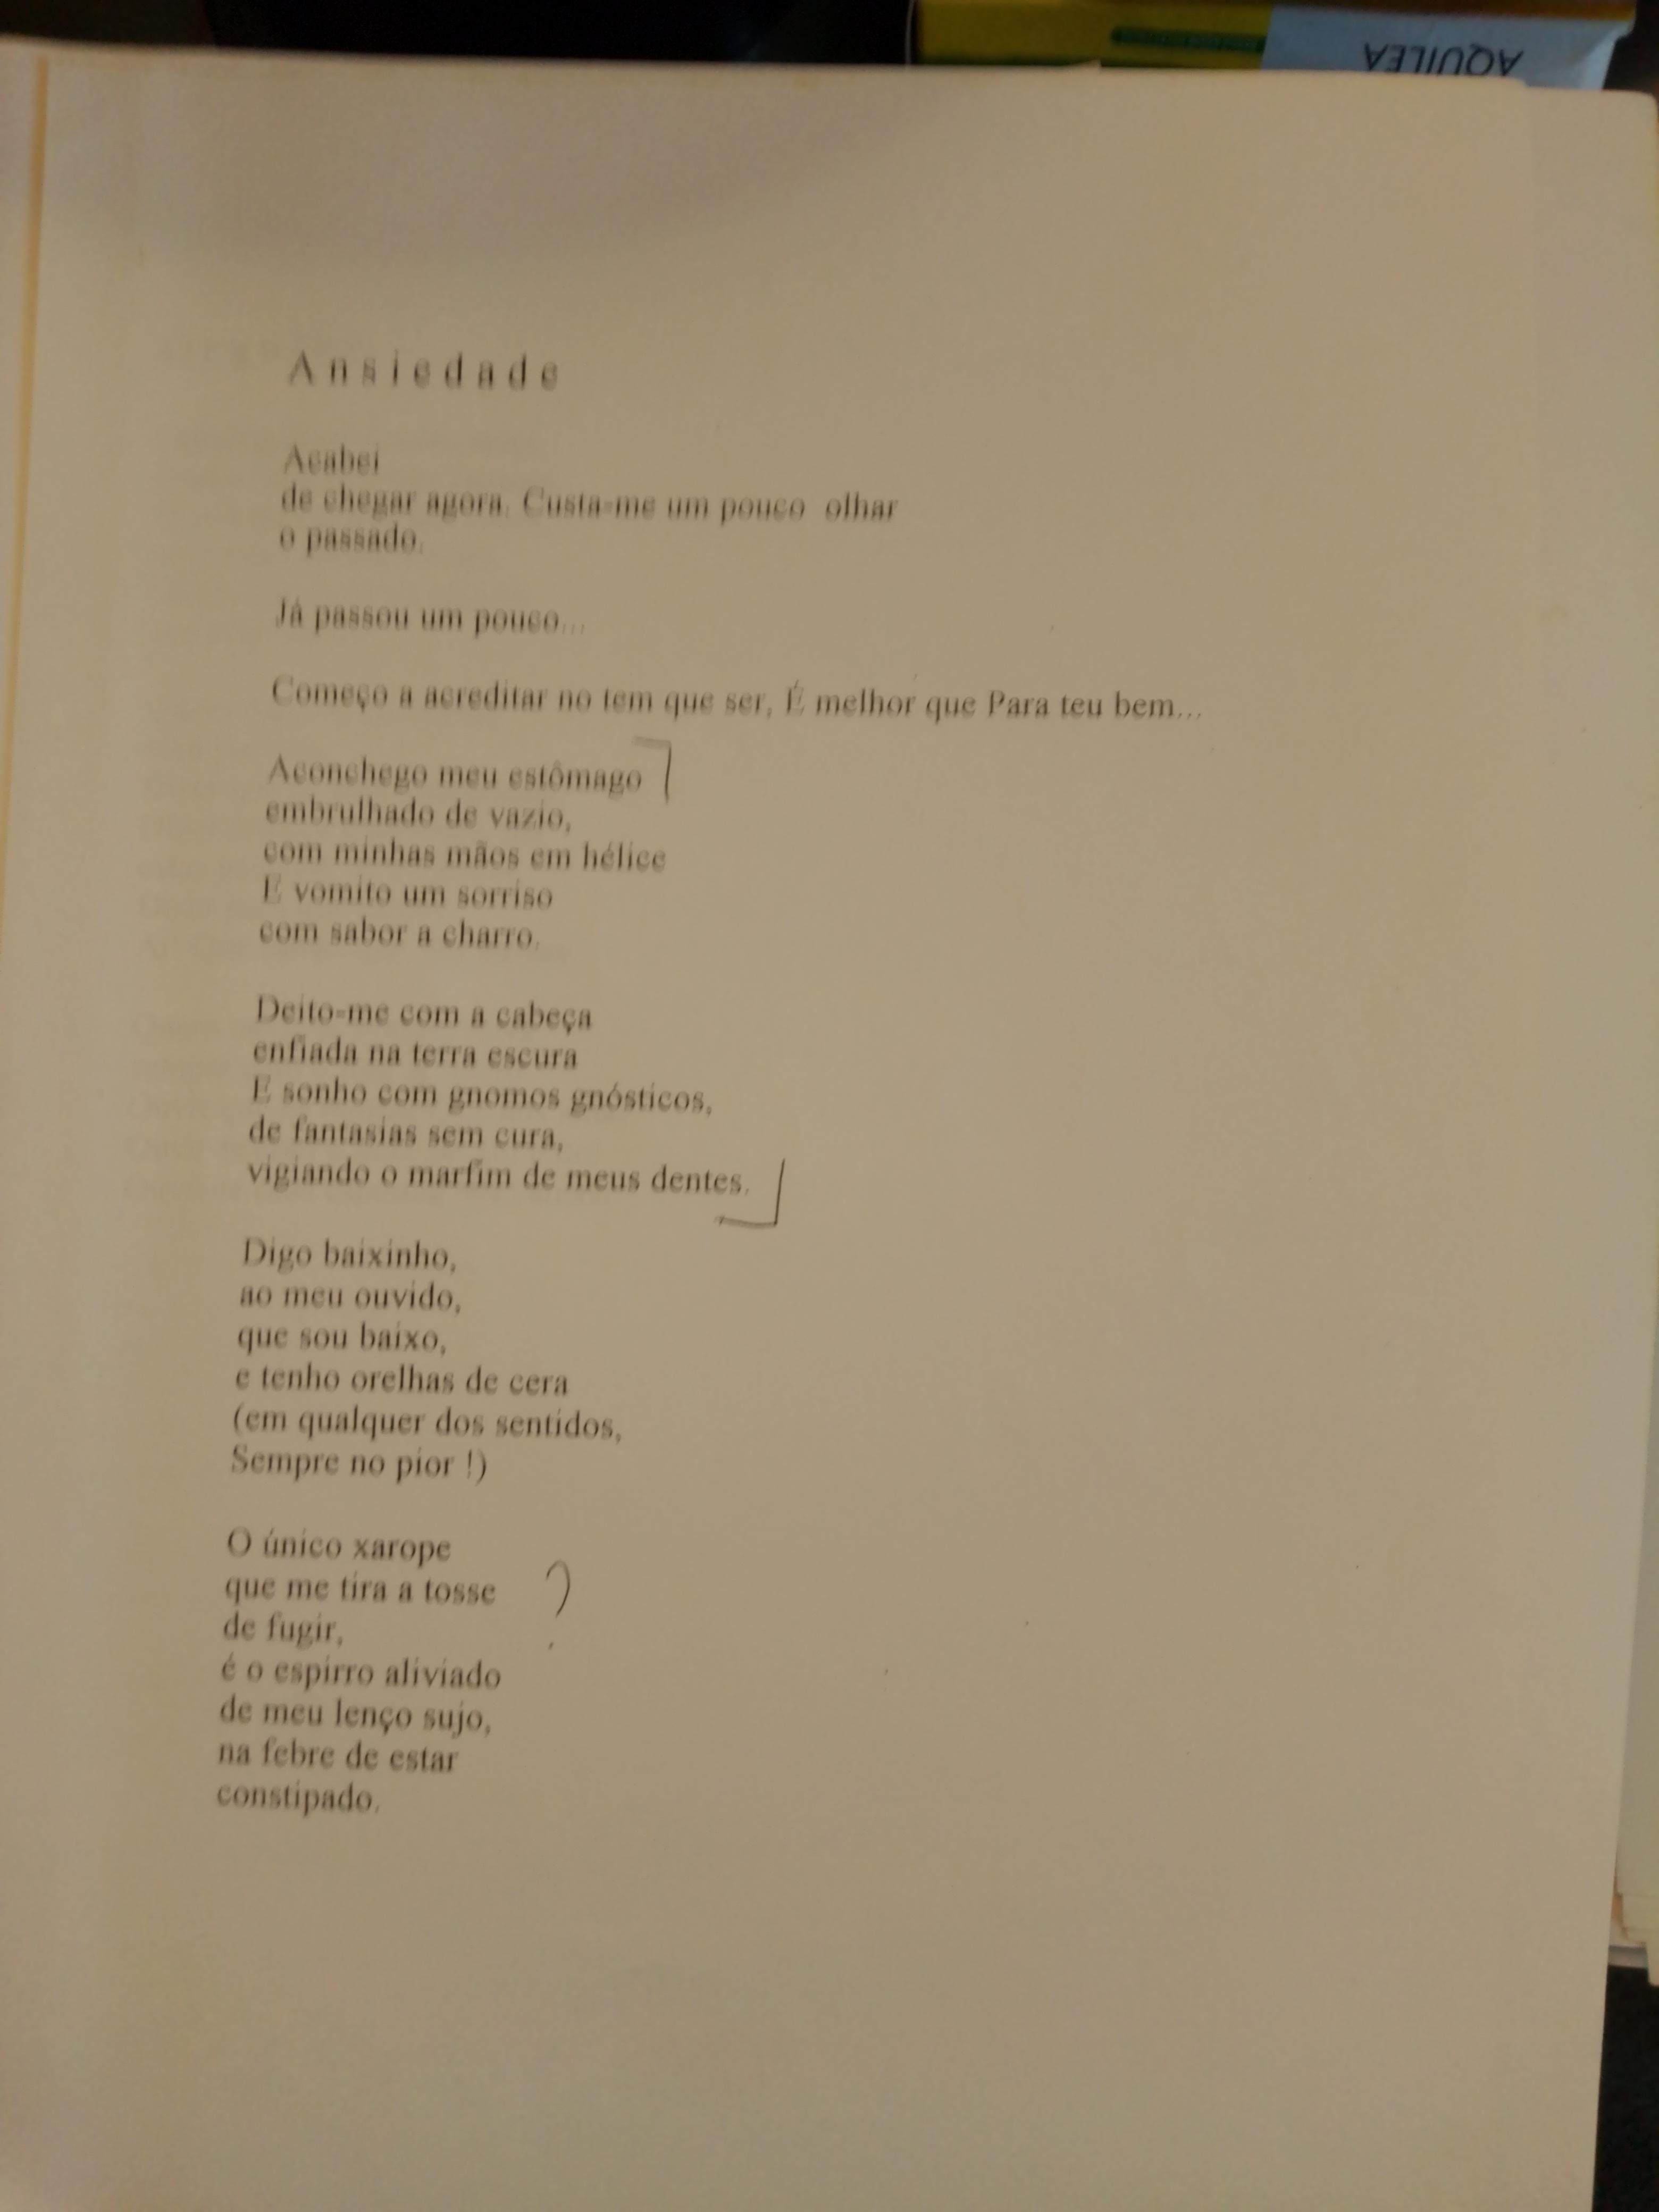 AQUILEA
Ansiedade
Acabei
de chegar agora. Custa-me um pouco olhar
o passado.
Já passou um pouco...
Começo a acreditar no tem que ser, É melhor que Para teu bem...
Aconchego meu estômago
embrulhado de vazio,
com minhas mãos em hélice
E vomito um sorriso
com sabor a charro.
Deito-me com a cabeça
enfiada na terra escura
E sonho com gnomos gnósticos,
de fantasias sem cura,
vigiando o marfim de meus dentes.
Digo baixinho,
ao meu ouvido,
que sou baixo,
e tenho orelhas de cera
(em qualquer dos sentidos,
Sempre no pior !)
O único xarope
que me tira a tosse ?
de fugir,
é o espirro aliviado
de meu lenço sujo,
na febre de estar
constipado.